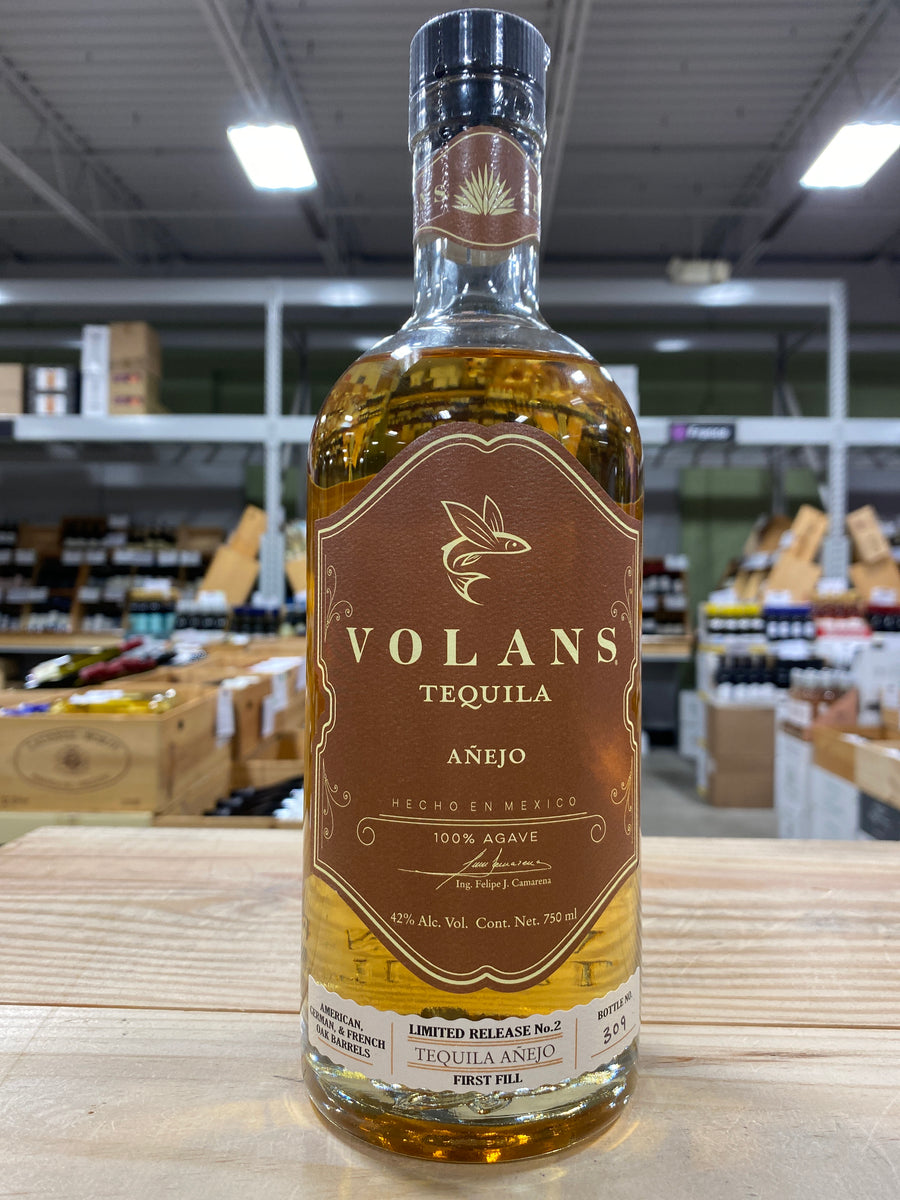 VOLANS
TEQUILA
AÑEJO
HECHO EN MEXICO
100% AGAVE
Ing. Felipe J. Camarena
42% Alc. Vol. Cont. Net. 750 ml
AMERICAN,
GERMAN, & FRENCH
OAK BARRELS
LIMITED RELEASE No.2
TEQUILA AÑEJO
FIRST FILL
BOTTLE NO.
309
France